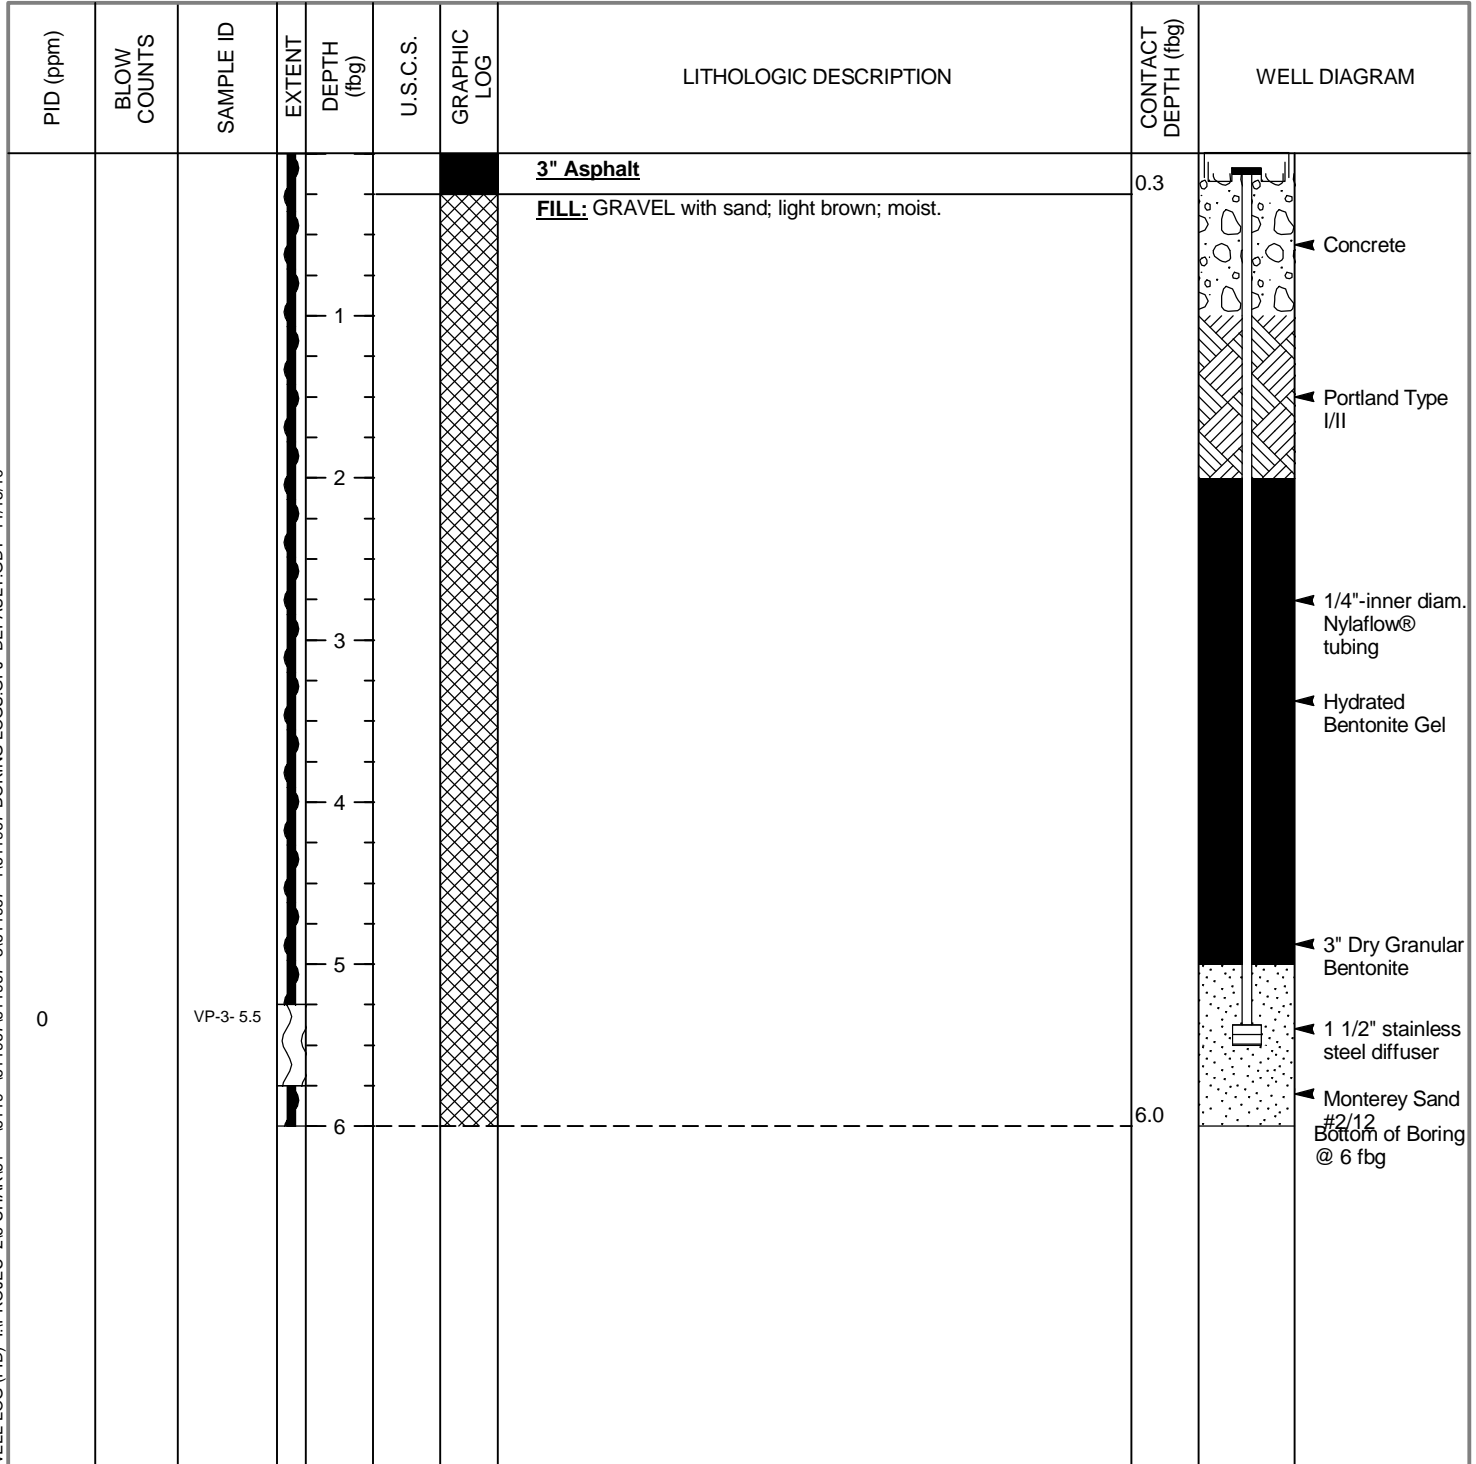 PID (ppm)
BLOW
COUNTS
SAMPLE ID
EXTENT
DEPTH
(fbg)
U.S.C.S.
GRAPHIC
LOG
LITHOLOGIC DESCRIPTION
CONTACT
DEPTH (fbg)
WELL DIAGRAM
3" Asphalt
0.3
FILL: GRAVEL with sand; light brown; moist.
Concrete
1
Portland Type
I/II
2
1/4"-inner diam.
Nylaflow®
tubing
3
Hydrated
Bentonite Gel
4
3" Dry Granular
Bentonite
5
0
VP-3- 5.5
1 1/2" stainless
steel diffuser
Monterey Sand
#2/12
6
6.0
Bottom of Boring
@ 6 fbg